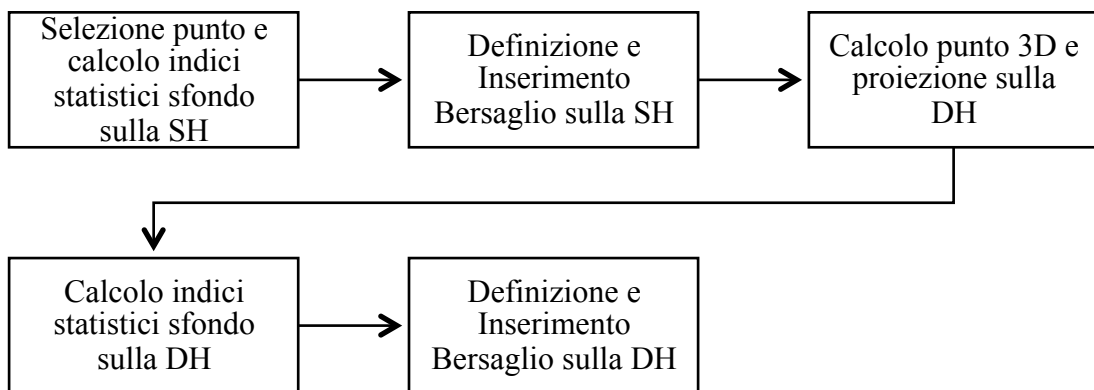 Selezione punto e
calcolo indici
statistici sfondo
sulla SH
Definizione e
Inserimento
Bersaglio sulla SH
Calcolo punto 3D e
proiezione sulla
DH
Calcolo indici
statistici sfondo
sulla DH
Definizione e
Inserimento
Bersaglio sulla DH